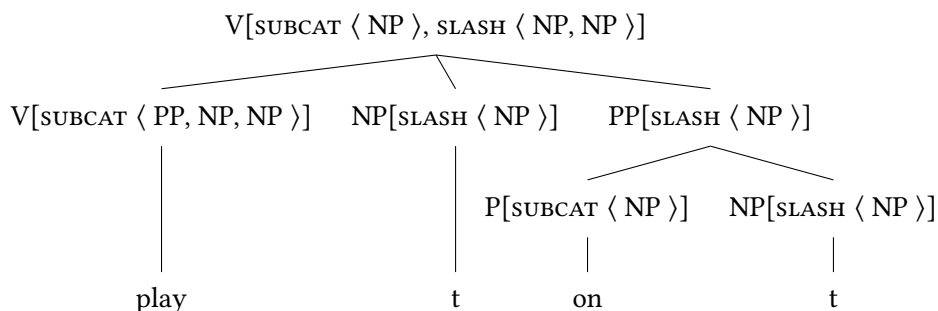 V[SUBCAT ⟨ NP ⟩, SLASH ⟨ NP, NP ⟩]
V[SUBCAT ⟨ PP, NP, NP ⟩] NP[SLASH ⟨ NP ⟩] PP[SLASH ⟨ NP ⟩]
P[SUBCAT ⟨ NP ⟩] NP[SLASH ⟨ NP ⟩]
play t on t